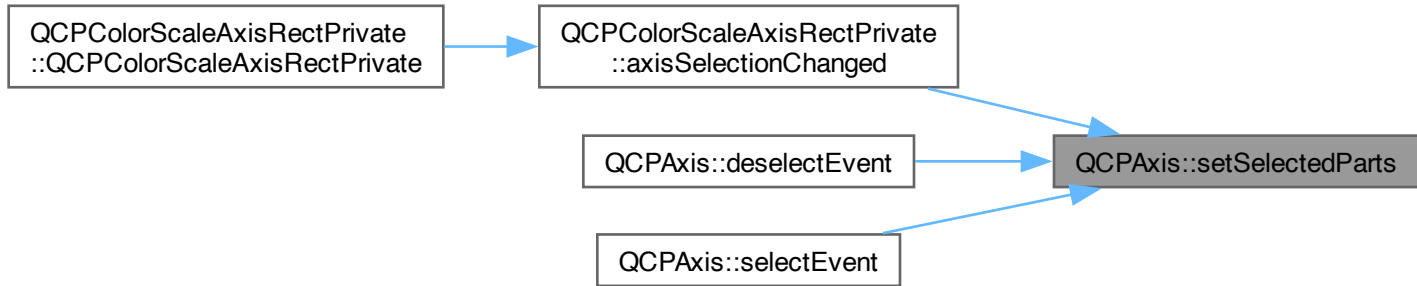 QCPColorScaleAxisRectPrivate
::QCPColorScaleAxisRectPrivate
QCPColorScaleAxisRectPrivate
::axisSelectionChanged
QCPAxis::deselectEvent
QCPAxis::setSelectedParts
QCPAxis::selectEvent